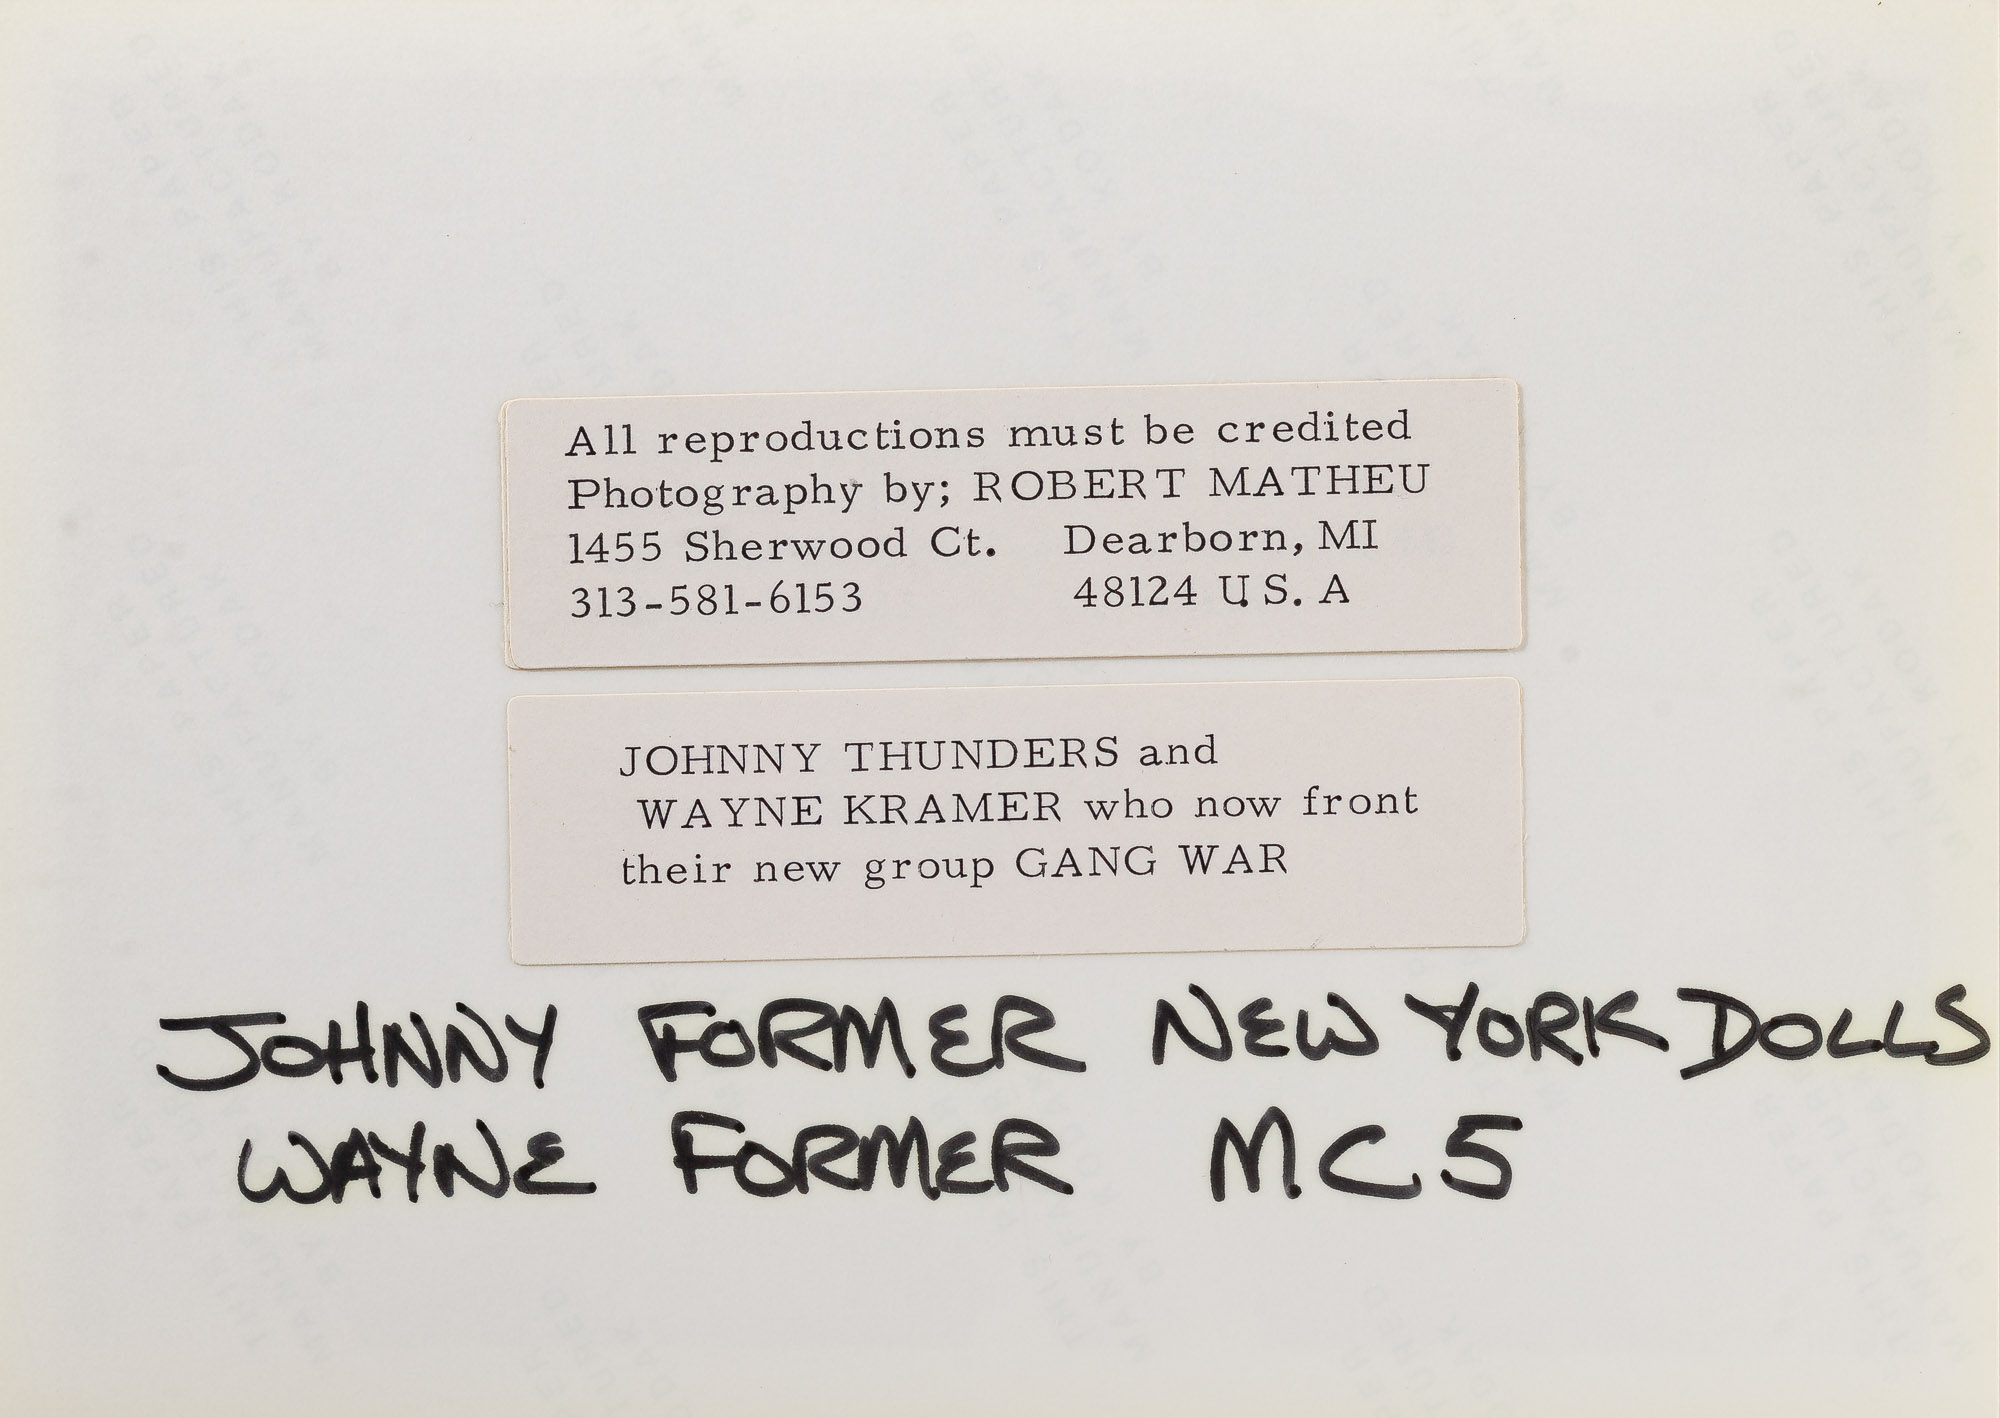 All reproductions must be credited
Photography by; ROBERT MATHEU
1455 Sherwood Ct. Dearborn, MI
313-581-6153 48124 U.S. A
JOHNNY THUNDERS and
WAYNE KRAMER who now front
their new group GANG WAR
JOHNNY FORMER NEW YORK DOLLS
WAYNE FORMER MC5